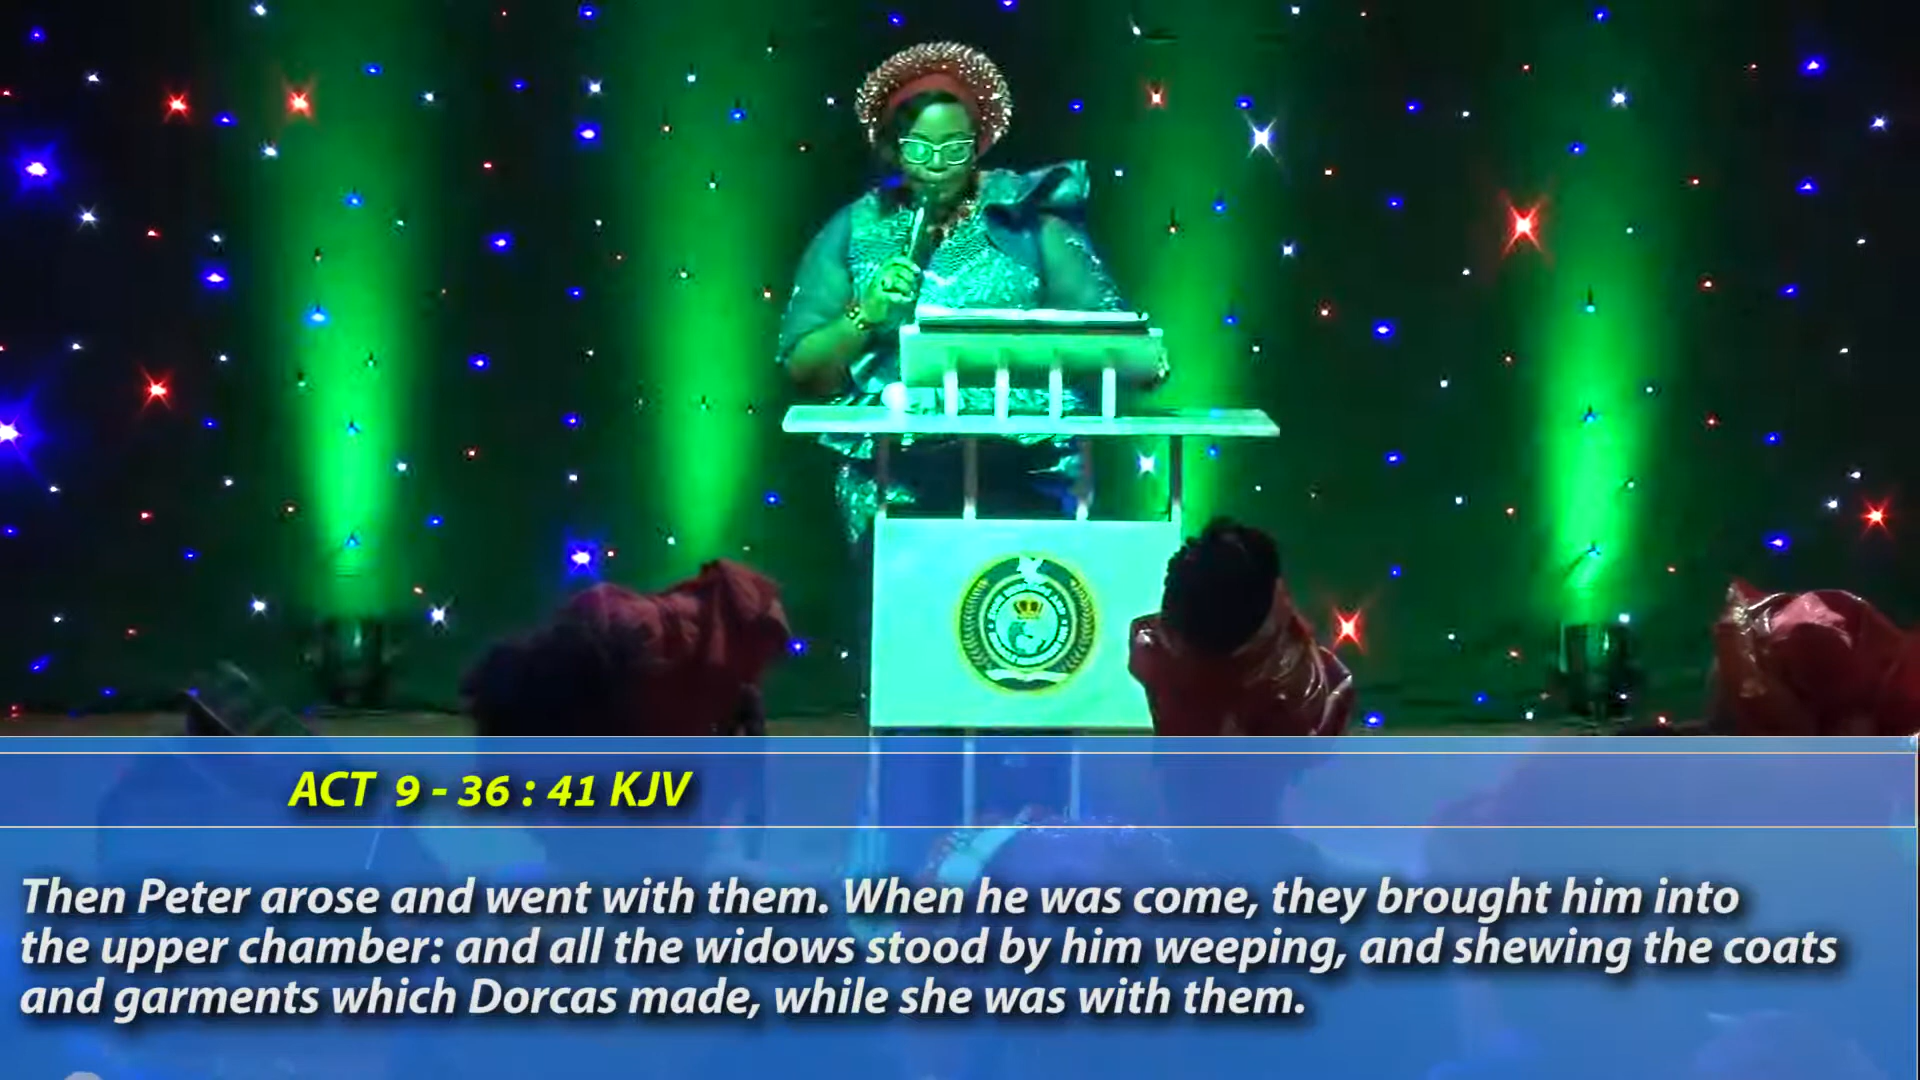 ACT 9 - 36 : 41 KJV
Then Peter arose and went with them. When he was come, they brought him into
the upper chamber: and all the widows stood by him weeping, and shewing the coats
and garments which Dorcas made, while she was with them.